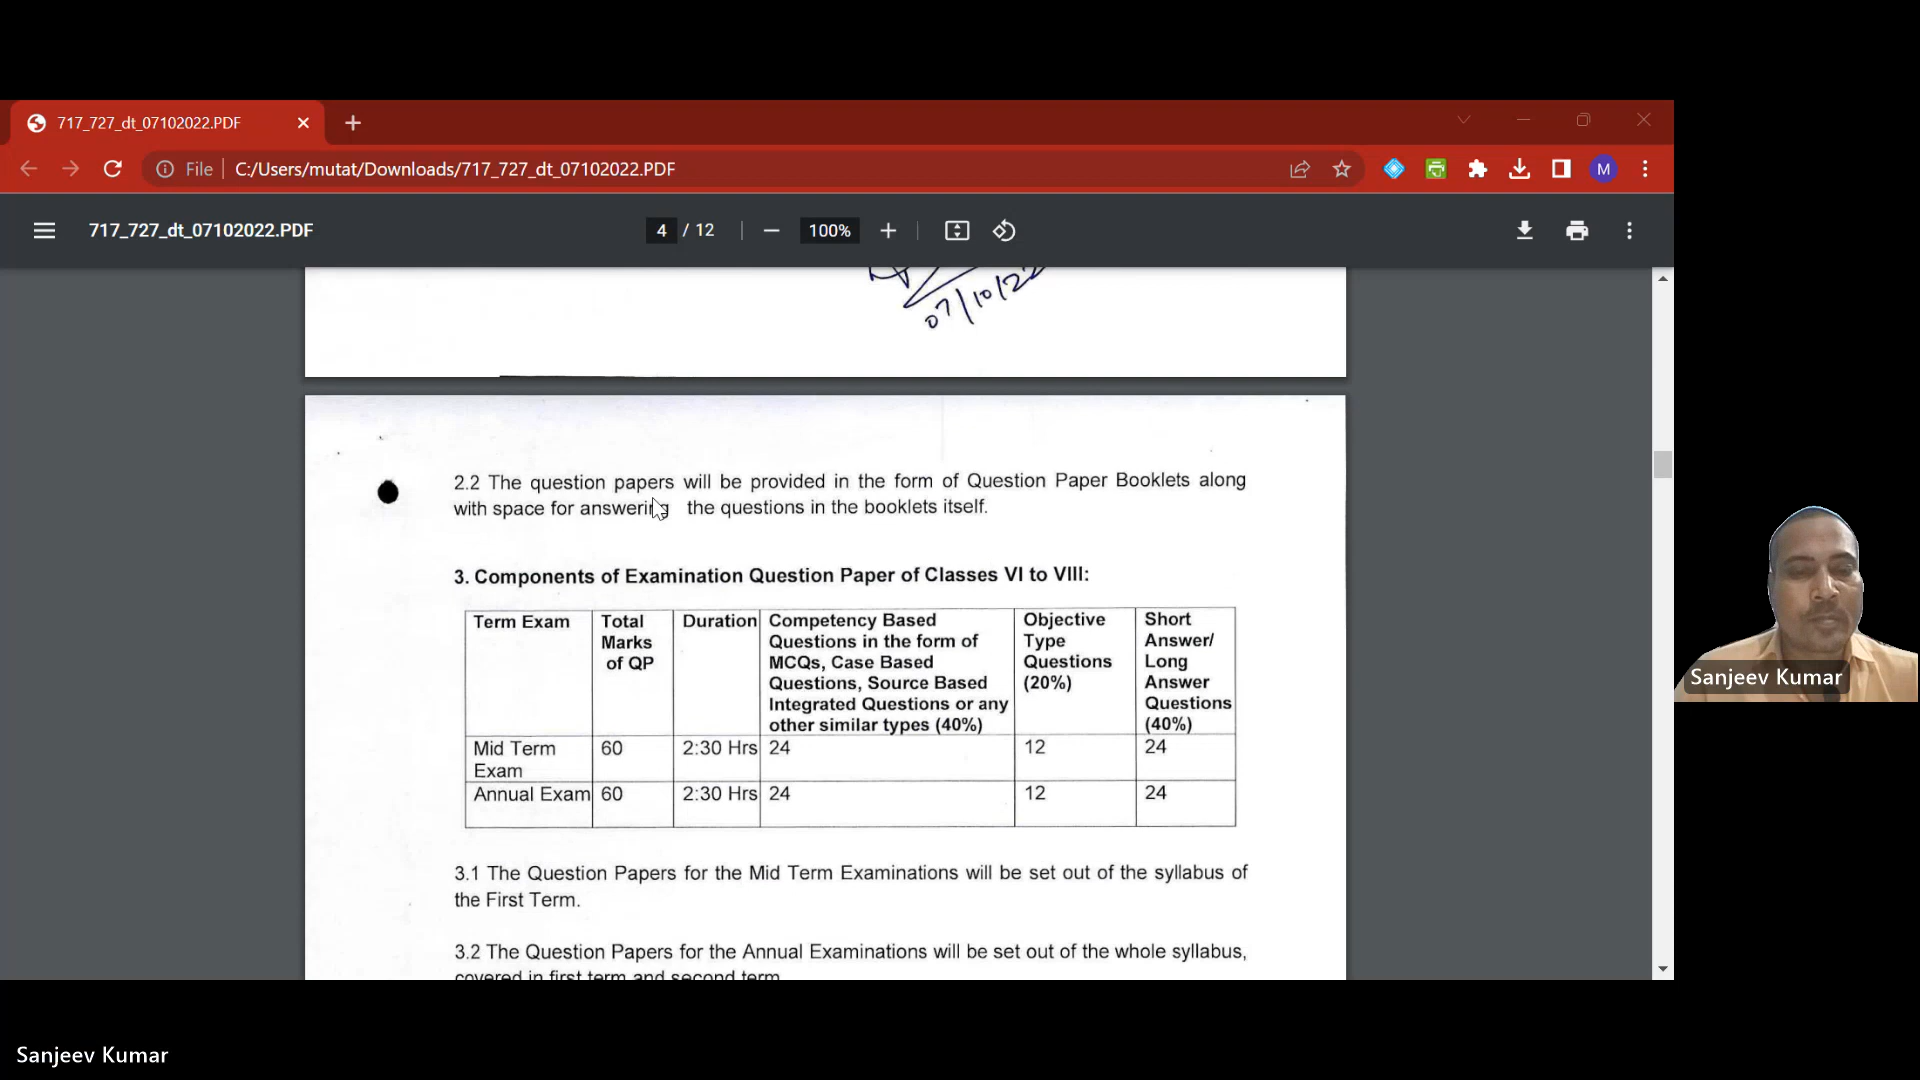 717_727_dt_07102022.PDF
File
C:/Users/mutat/Downloads/717_727_dt_07102022.PDF
M
717_727_dt_07102022.PDF
4 / 12
100%
07/10/22
2.2 The question papers will be provided in the form of Question Paper Booklets along
with space for answering the questions in the booklets itself.
3. Components of Examination Question Paper of Classes VI to VIII:
Term Exam
Total
Marks
of QP
Duration
Competency Based
Questions in the form of
MCQs, Case Based
Questions, Source Based
Integrated Questions or any
other similar types (40%)
Objective
Type
Questions
(20%)
Short
Answer/
Long
Answer
Questions
(40%)
Mid Term
Exam
60
2:30 Hrs
24
12
24
Annual Exam
60
2:30 Hrs
24
12
24
3.1 The Question Papers for the Mid Term Examinations will be set out of the syllabus of
the First Term.
3.2 The Question Papers for the Annual Examinations will be set out of the whole syllabus,
covered in first term and second term
Sanjeev Kumar
Sanjeev Kumar